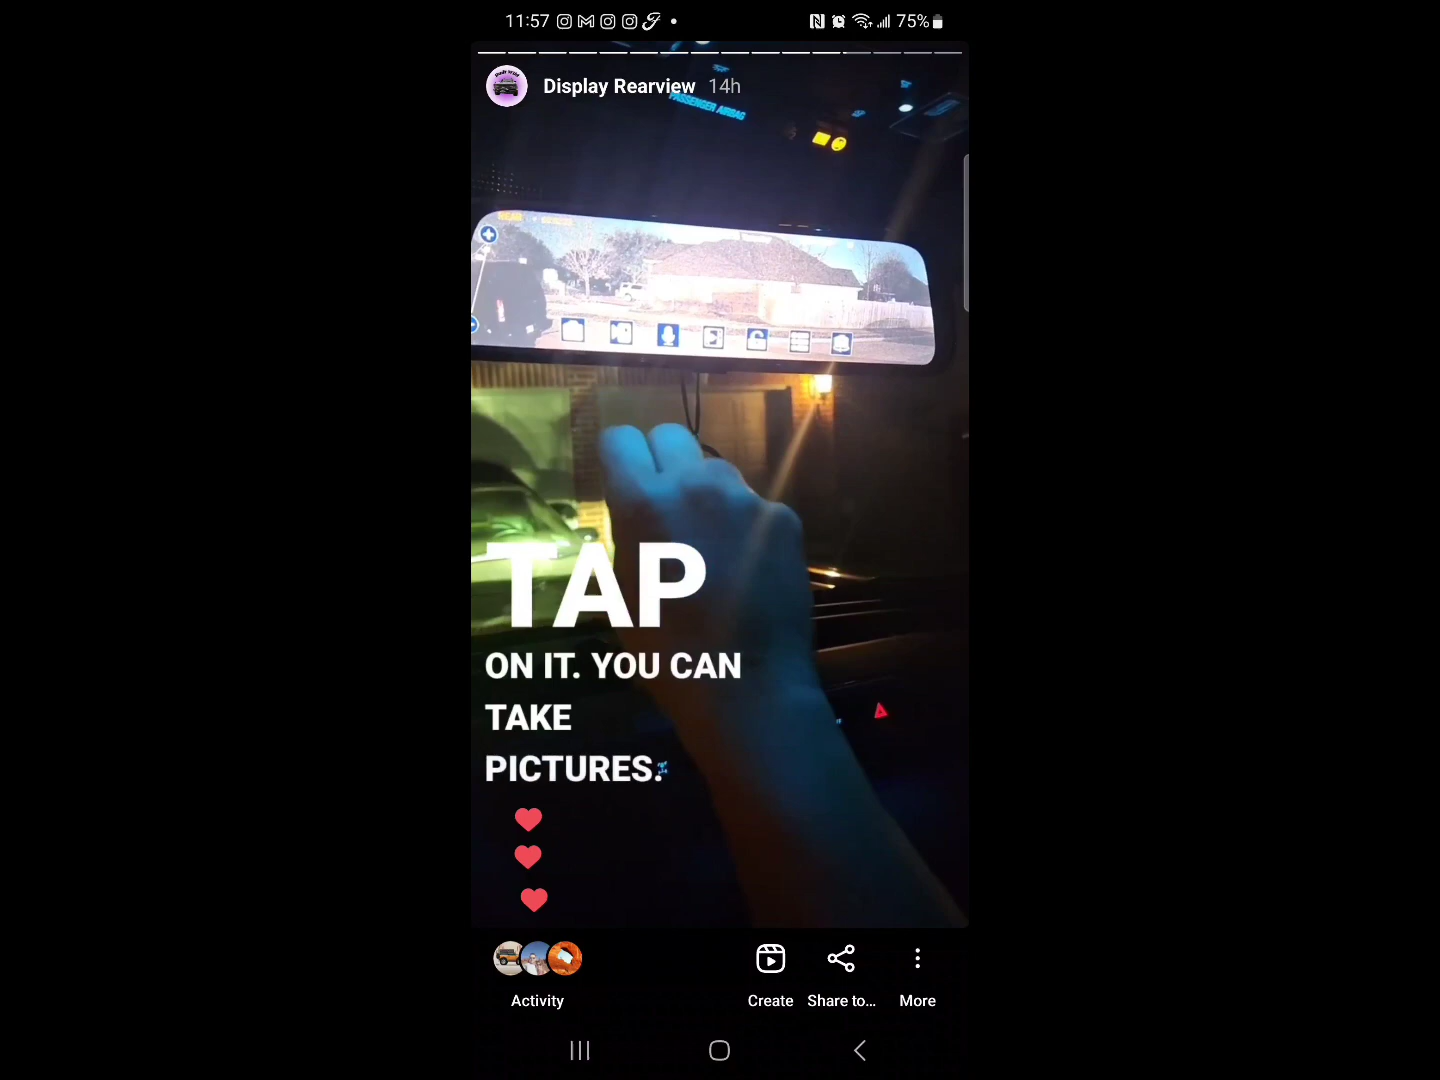 11:57
75%
Display Rearview 14h
PASSENGER AIRBAG
REAR
TAP
ON IT. YOU CAN
TAKE
PICTURES.
Activity
Create
Share to...
More